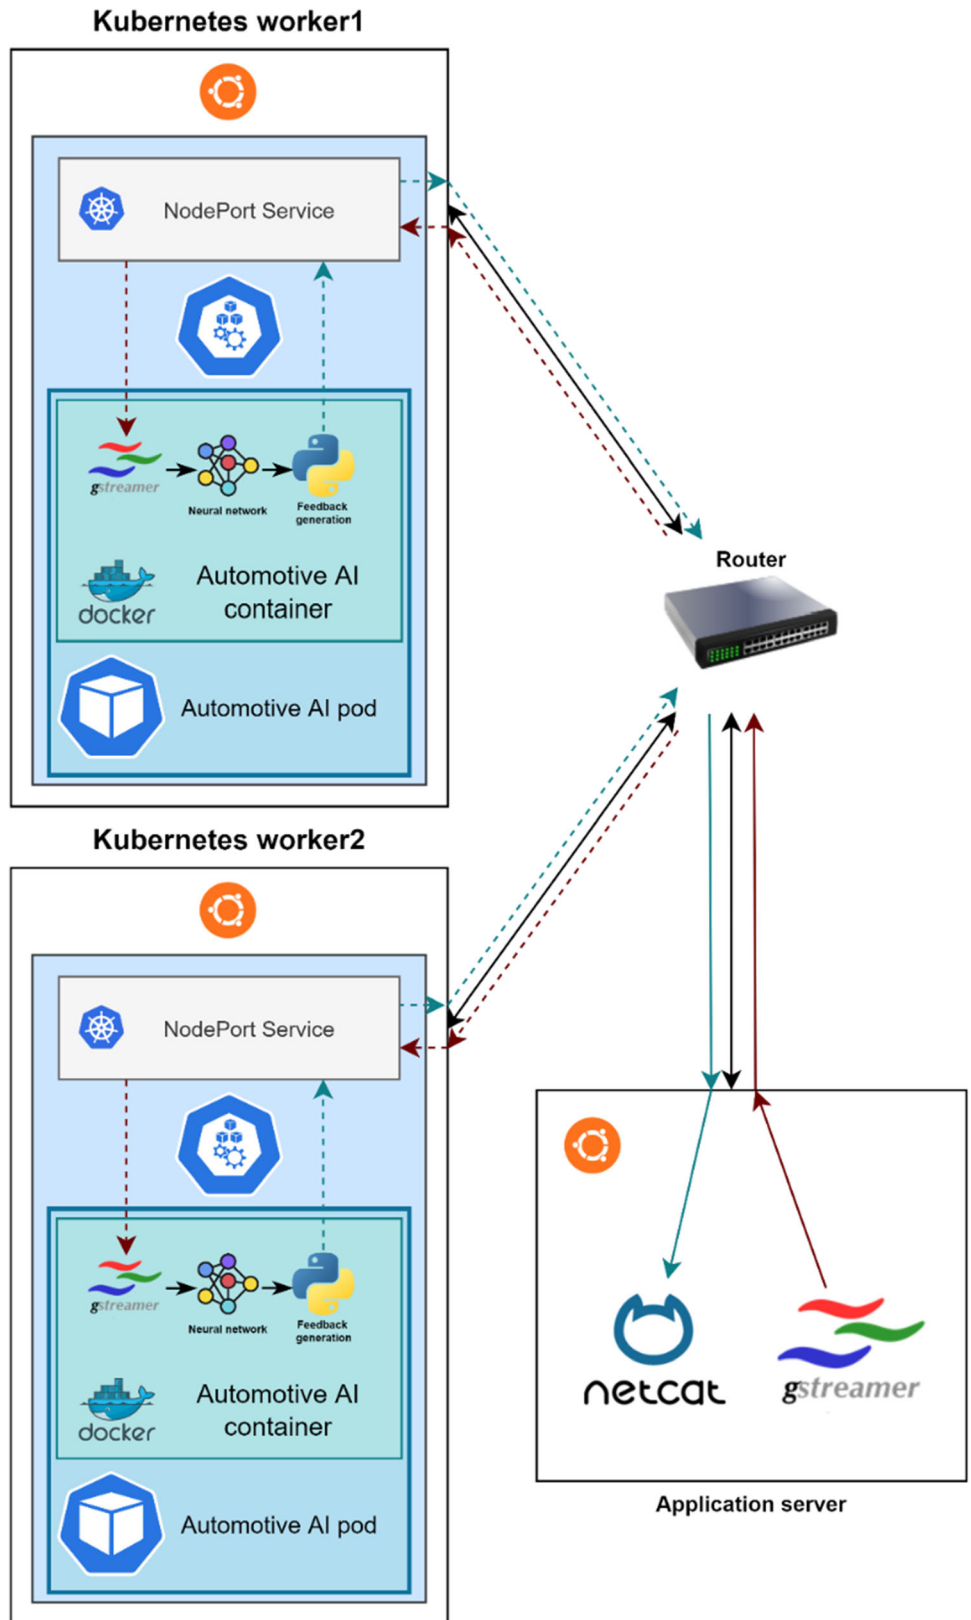 Kubernetes worker1
NodePort Service
gstreamer
Neural network
Feedback
generation
docker
Automotive AI
container
Automotive AI pod
Router
Kubernetes worker2
NodePort Service
gstreamer
Neural network
Feedback
generation
docker
Automotive AI
container
Automotive AI pod
netcat
gstreamer
Application server